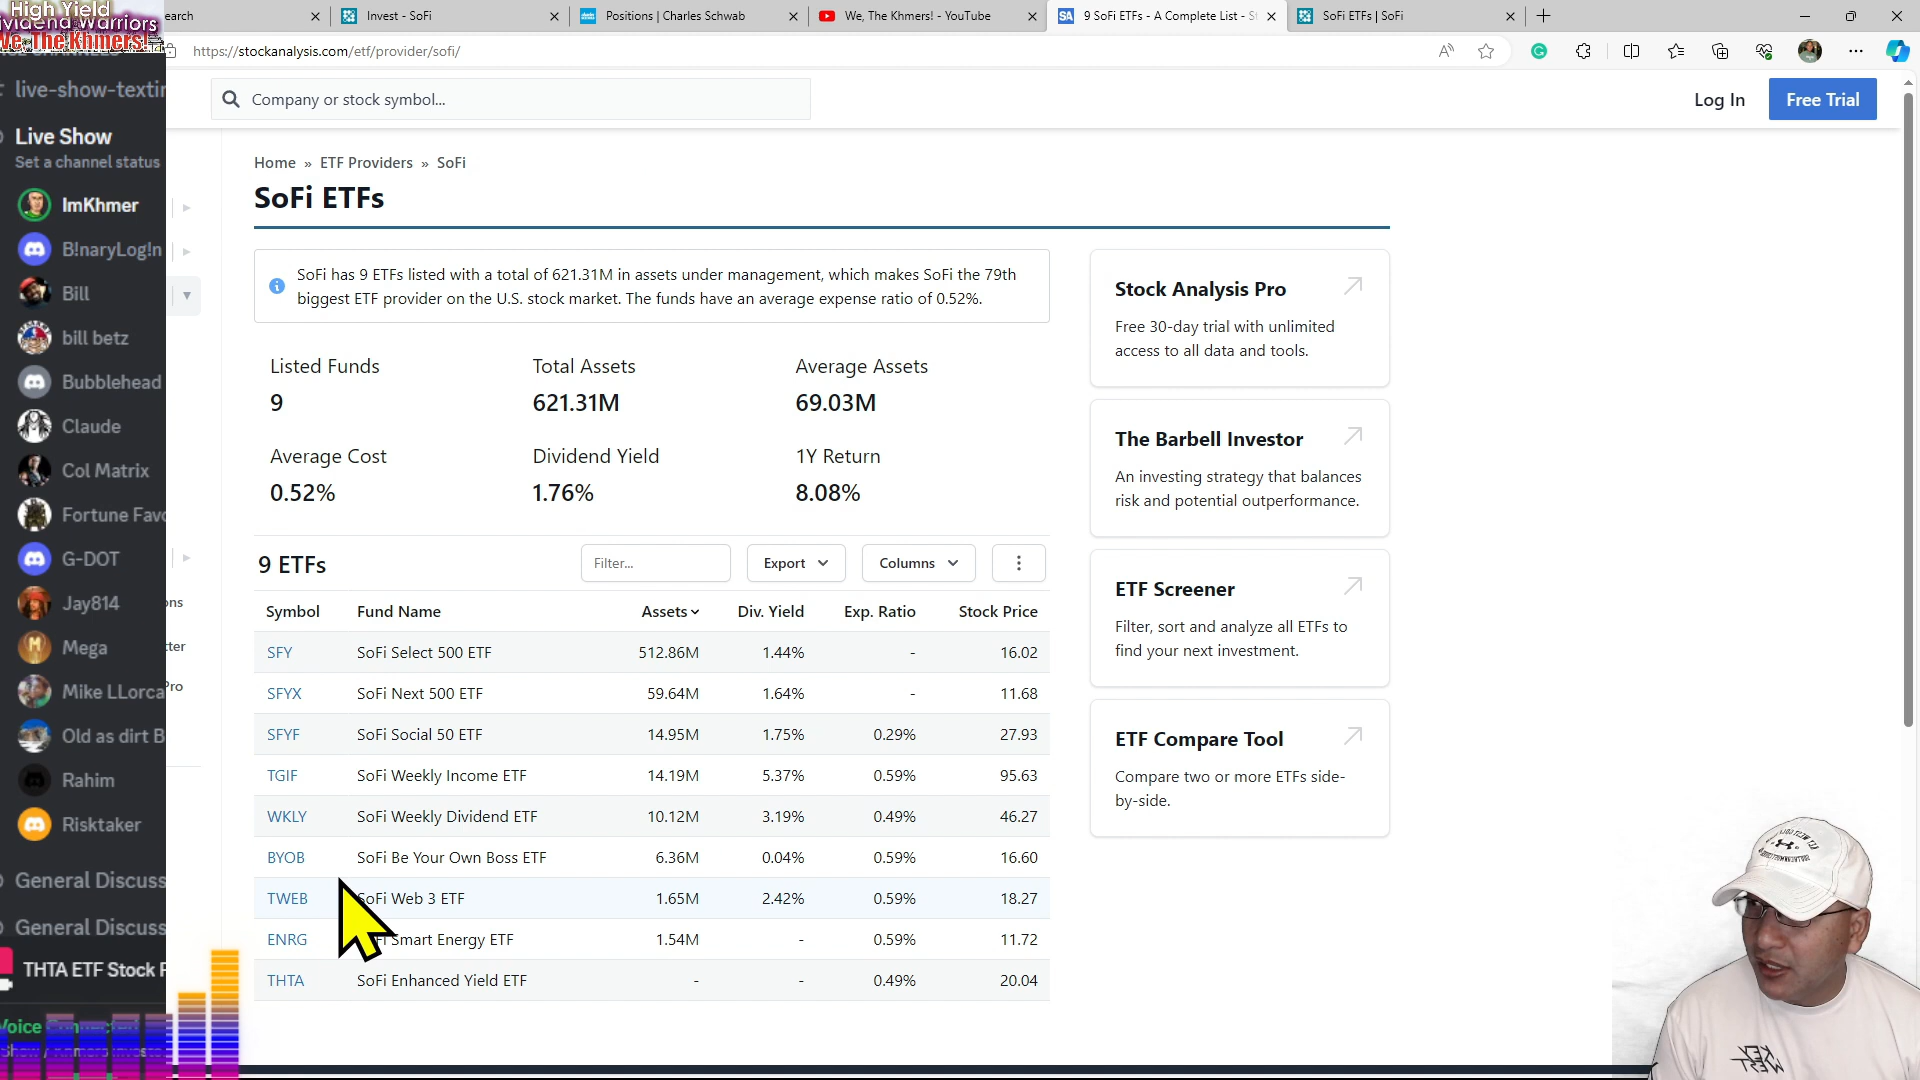 High Yield
Dividend Warriors
We, The Khmers!
earch
Invest - SoFi
Positions | Charles Schwab
We, The Khmers! - YouTube
9 SoFi ETFs - A Complete List - S
SoFi ETFs | SoFi
https://stockanalysis.com/etf/provider/sofi/
live-show-textin
Live Show
Set a channel status
ImKhmer
B!naryLog!n
Bill
bill betz
Bubblehead
Claude
Col Matrix
Fortune Favo
G-DOT
Jay814
Mega
Mike LLorca
Old as dirt B
Rahim
Risktaker
General Discuss
General Discuss
THTA ETF Stock
Voice Connected
ons
tter
Pro
Company or stock symbol...
Log In
Free Trial
Home » ETF Providers » SoFi
SoFi ETFs
SoFi has 9 ETFs listed with a total of 621.31M in assets under management, which makes SoFi the 79th
biggest ETF provider on the U.S. stock market. The funds have an average expense ratio of 0.52%.
Listed Funds Total Assets Average Assets
9 621.31M 69.03M
Average Cost Dividend Yield 1Y Return
0.52% 1.76% 8.08%
9 ETFs Filter... Export Columns
Symbol Fund Name Assets Div. Yield Exp. Ratio Stock Price
SFY SoFi Select 500 ETF 512.86M 1.44% - 16.02
SFYX SoFi Next 500 ETF 59.64M 1.64% - 11.68
SFYF SoFi Social 50 ETF 14.95M 1.75% 0.29% 27.93
TGIF SoFi Weekly Income ETF 14.19M 5.37% 0.59% 95.63
WKLY SoFi Weekly Dividend ETF 10.12M 3.19% 0.49% 46.27
BYOB SoFi Be Your Own Boss ETF 6.36M 0.04% 0.59% 16.60
TWEB SoFi Web 3 ETF 1.65M 2.42% 0.59% 18.27
ENRG Smart Energy ETF 1.54M - 0.59% 11.72
THTA SoFi Enhanced Yield ETF - - 0.49% 20.04
Stock Analysis Pro
Free 30-day trial with unlimited
access to all data and tools.
The Barbell Investor
An investing strategy that balances
risk and potential outperformance.
ETF Screener
Filter, sort and analyze all ETFs to
find your next investment.
ETF Compare Tool
Compare two or more ETFs side-
by-side.
KEY
WEST